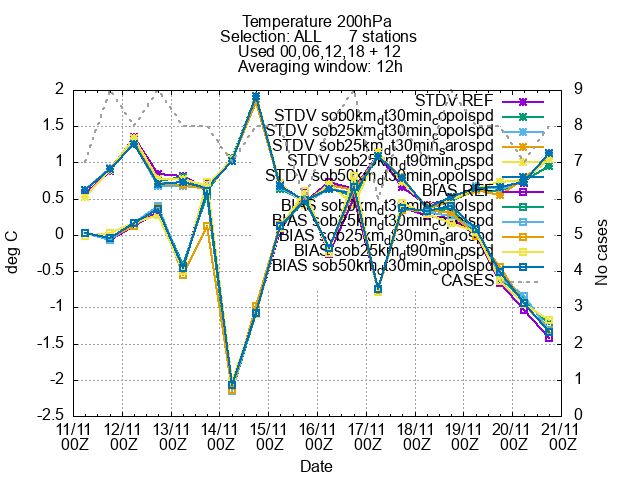 Temperature 200hPa
Selection: ALL 7 stations
Used 00,06,12,18 + 12
Averaging window: 12h
STDV REF
STDV sob0km_dt30min_copolspd
STDV sob25km_dt30min_copolspd
STDV sob25km_dt30min_sarospd
STDV sob25km_dt90min_cpspd
STDV sob50km_dt30min_copolspd
BIAS REF
BIAS sob0km_dt30min_copolspd
BIAS sob25km_dt30min_copolspd
BIAS sob25km_dt30min_sarospd
BIAS sob25km_dt90min_cpspd
BIAS sob50km_dt30min_copolspd
CASES
2
1.5
1
0.5
0
-0.5
-1
-1.5
-2
-2.5
deg C
9
8
7
6
5
4
3
2
1
0
No cases
11/11 12/11 13/11 14/11 15/11 16/11 17/11 18/11 19/11 20/11 21/11
00Z 00Z 00Z 00Z 00Z 00Z 00Z 00Z 00Z 00Z 00Z
Date